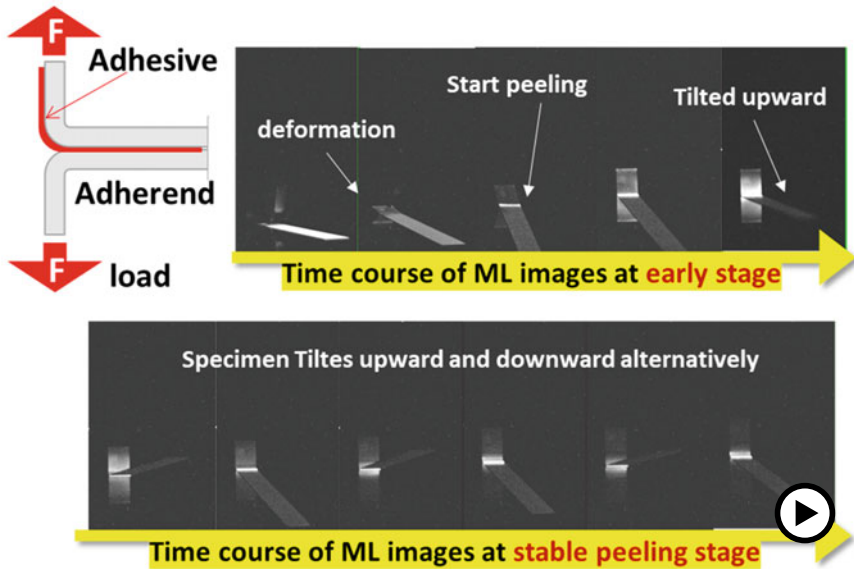 F
Adhesive
Adherend
F
load
deformation
Start peeling
Tilted upward
Time course of ML images at early stage
Specimen Tiltes upward and downward alternatively
Time course of ML images at stable peeling stage